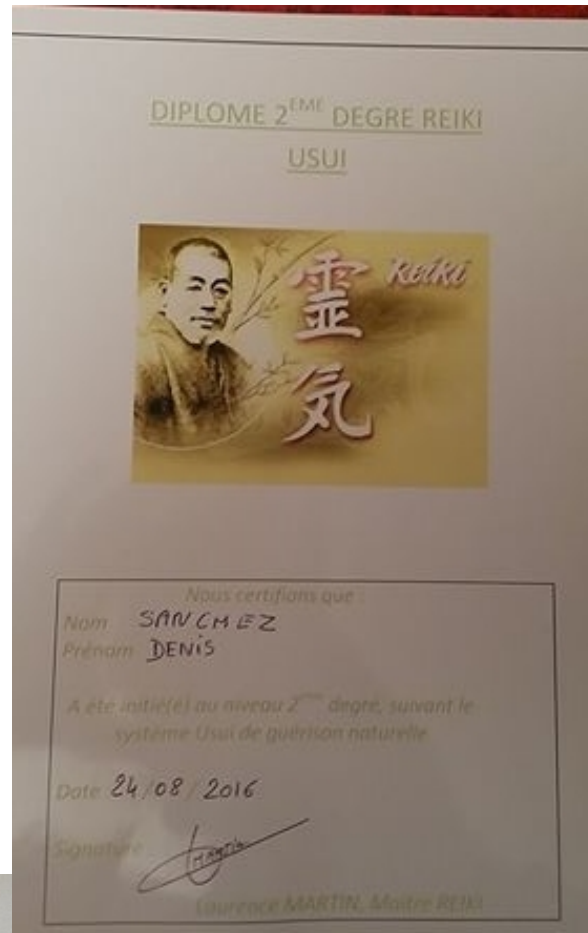 DIPLOME 2EME DEGRE REIKI
USUI
Reiki
霊
気
Nous certifions que :
Nom SANCHEZ
Prénom DENIS
A été initié(e) au niveau 2ème degré, suivant le
système Usui de guérison naturelle.
Date 24/08/2016
Signature
MARTIN
Laurence MARTIN, Maître REIKI